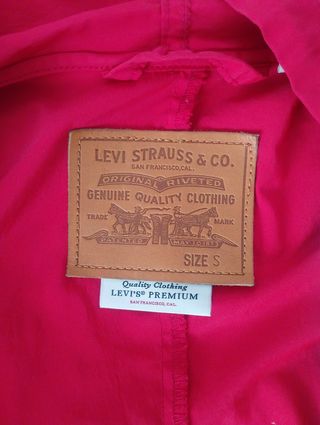 LEVI STRAUSS & CO.
SAN FRANCISCO, CAL.
ORIGINAL RIVETED
GENUINE QUALITY CLOTHING
TRADE MARK
PATENTED MAY 20 1873
SIZE S
Quality Clothing
LEVI'S® PREMIUM
SAN FRANCISCO, CAL.